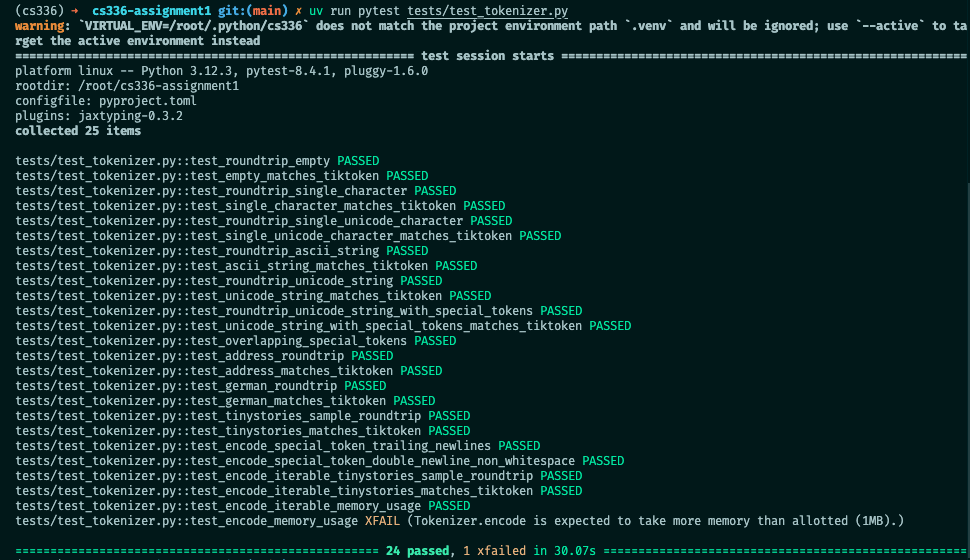 (cs336) → cs336-assignment1 git:(main) ✗ uv run pytest tests/test_tokenizer.py
warning: `VIRTUAL_ENV=/root/.python/cs336` does not match the project environment path `.venv` and will be ignored; use `--active` to ta
rget the active environment instead
========================================================= test session starts ==========================================================
platform linux -- Python 3.12.3, pytest-8.4.1, pluggy-1.6.0
rootdir: /root/cs336-assignment1
configfile: pyproject.toml
plugins: jaxtyping-0.3.2
collected 25 items
tests/test_tokenizer.py::test_roundtrip_empty PASSED
tests/test_tokenizer.py::test_empty_matches_tiktoken PASSED
tests/test_tokenizer.py::test_roundtrip_single_character PASSED
tests/test_tokenizer.py::test_single_character_matches_tiktoken PASSED
tests/test_tokenizer.py::test_roundtrip_single_unicode_character PASSED
tests/test_tokenizer.py::test_single_unicode_character_matches_tiktoken PASSED
tests/test_tokenizer.py::test_roundtrip_ascii_string PASSED
tests/test_tokenizer.py::test_ascii_string_matches_tiktoken PASSED
tests/test_tokenizer.py::test_roundtrip_unicode_string PASSED
tests/test_tokenizer.py::test_unicode_string_matches_tiktoken PASSED
tests/test_tokenizer.py::test_roundtrip_unicode_string_with_special_tokens PASSED
tests/test_tokenizer.py::test_unicode_string_with_special_tokens_matches_tiktoken PASSED
tests/test_tokenizer.py::test_overlapping_special_tokens PASSED
tests/test_tokenizer.py::test_address_roundtrip PASSED
tests/test_tokenizer.py::test_address_matches_tiktoken PASSED
tests/test_tokenizer.py::test_german_roundtrip PASSED
tests/test_tokenizer.py::test_german_matches_tiktoken PASSED
tests/test_tokenizer.py::test_tinystories_sample_roundtrip PASSED
tests/test_tokenizer.py::test_tinystories_matches_tiktoken PASSED
tests/test_tokenizer.py::test_encode_special_token_trailing_newlines PASSED
tests/test_tokenizer.py::test_encode_special_token_double_newline_non_whitespace PASSED
tests/test_tokenizer.py::test_encode_iterable_tinystories_sample_roundtrip PASSED
tests/test_tokenizer.py::test_encode_iterable_tinystories_matches_tiktoken PASSED
tests/test_tokenizer.py::test_encode_iterable_memory_usage PASSED
tests/test_tokenizer.py::test_encode_memory_usage XFAIL (Tokenizer.encode is expected to take more memory than allotted (1MB).)
==================================================== 24 passed, 1 xfailed in 30.07s ====================================================